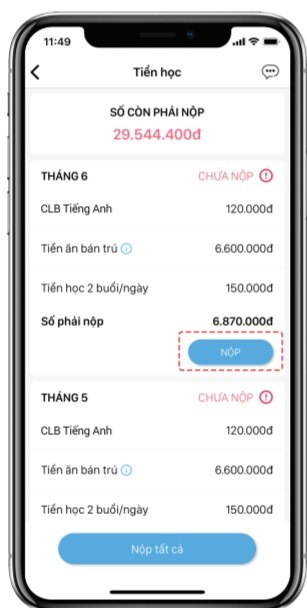 11:49
Tiền học
SỐ CÒN PHẢI NỘP
29.544.400đ
THÁNG 6 CHƯA NỘP
CLB Tiếng Anh 120.000đ
Tiền ăn bán trú 6.600.000đ
Tiền học 2 buổi/ngày 150.000đ
Số phải nộp 6.870.000đ
NỘP
THÁNG 5 CHƯA NỘP
CLB Tiếng Anh 120.000đ
Tiền ăn bán trú 6.600.000đ
Tiền học 2 buổi/ngày 150.000đ
Nộp tất cả